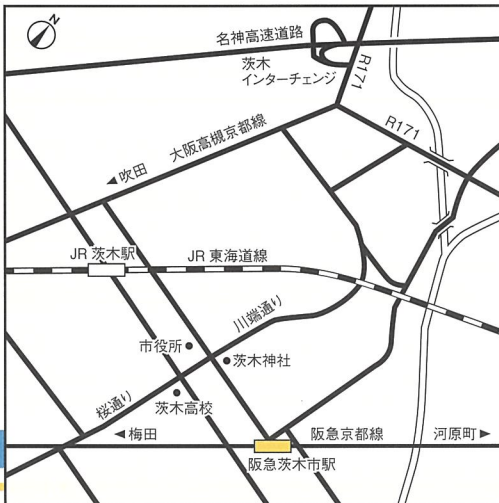 N
名神高速道路
茨木
インターチェンジ
R171
R171
大阪高槻京都線
◀吹田
JR 茨木駅
JR 東海道線
川端通り
市役所
茨木神社
桜通り
茨木高校
◀梅田
阪急京都線
河原町▶
阪急茨木市駅